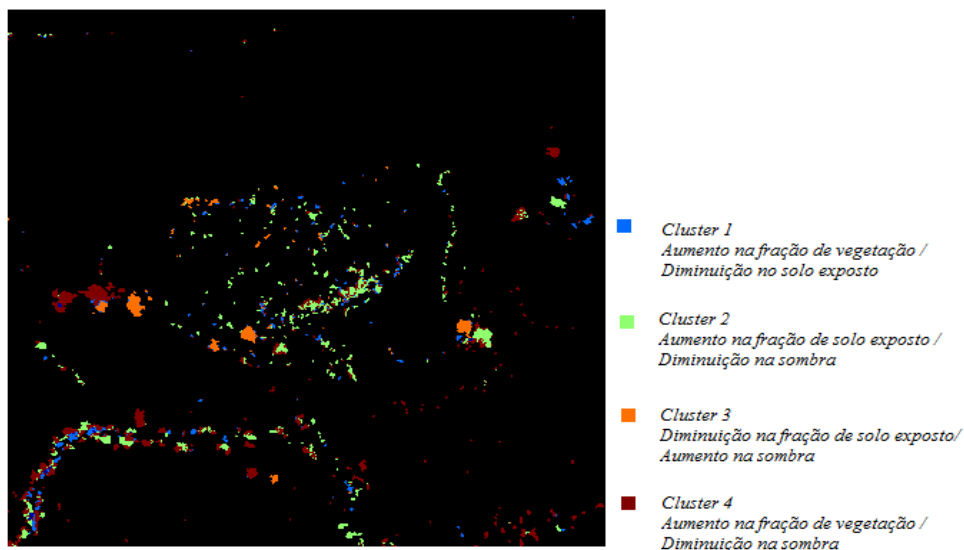 Cluster 1
Aumento na fração de vegetação /
Diminuição no solo exposto
Cluster 2
Aumento na fração de solo exposto /
Diminuição na sombra
Cluster 3
Diminuição na fração de solo exposto/
Aumento na sombra
Cluster 4
Aumento na fração de vegetação /
Diminuição na sombra